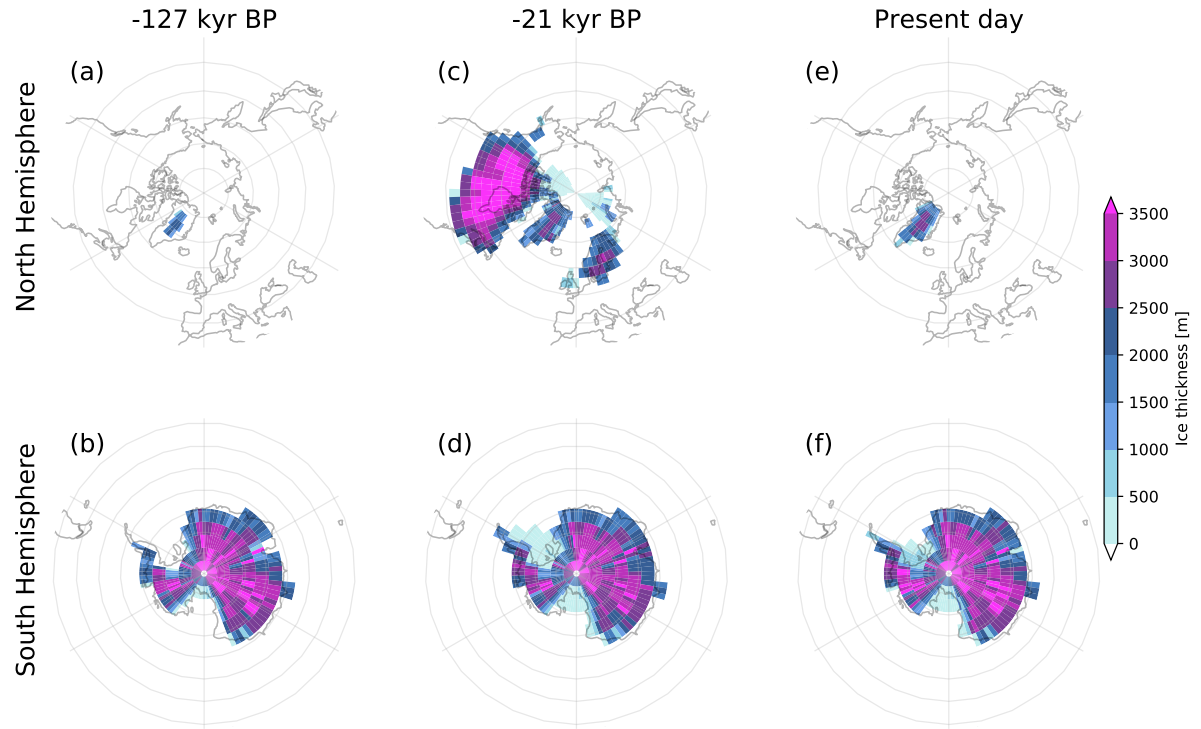 -127 kyr BP
-21 kyr BP
Present day
North Hemisphere
(a)
(c)
(e)
South Hemisphere
(b)
(d)
(f)
3500
3000
2500
2000
1500
1000
500
0
Ice thickness [m]